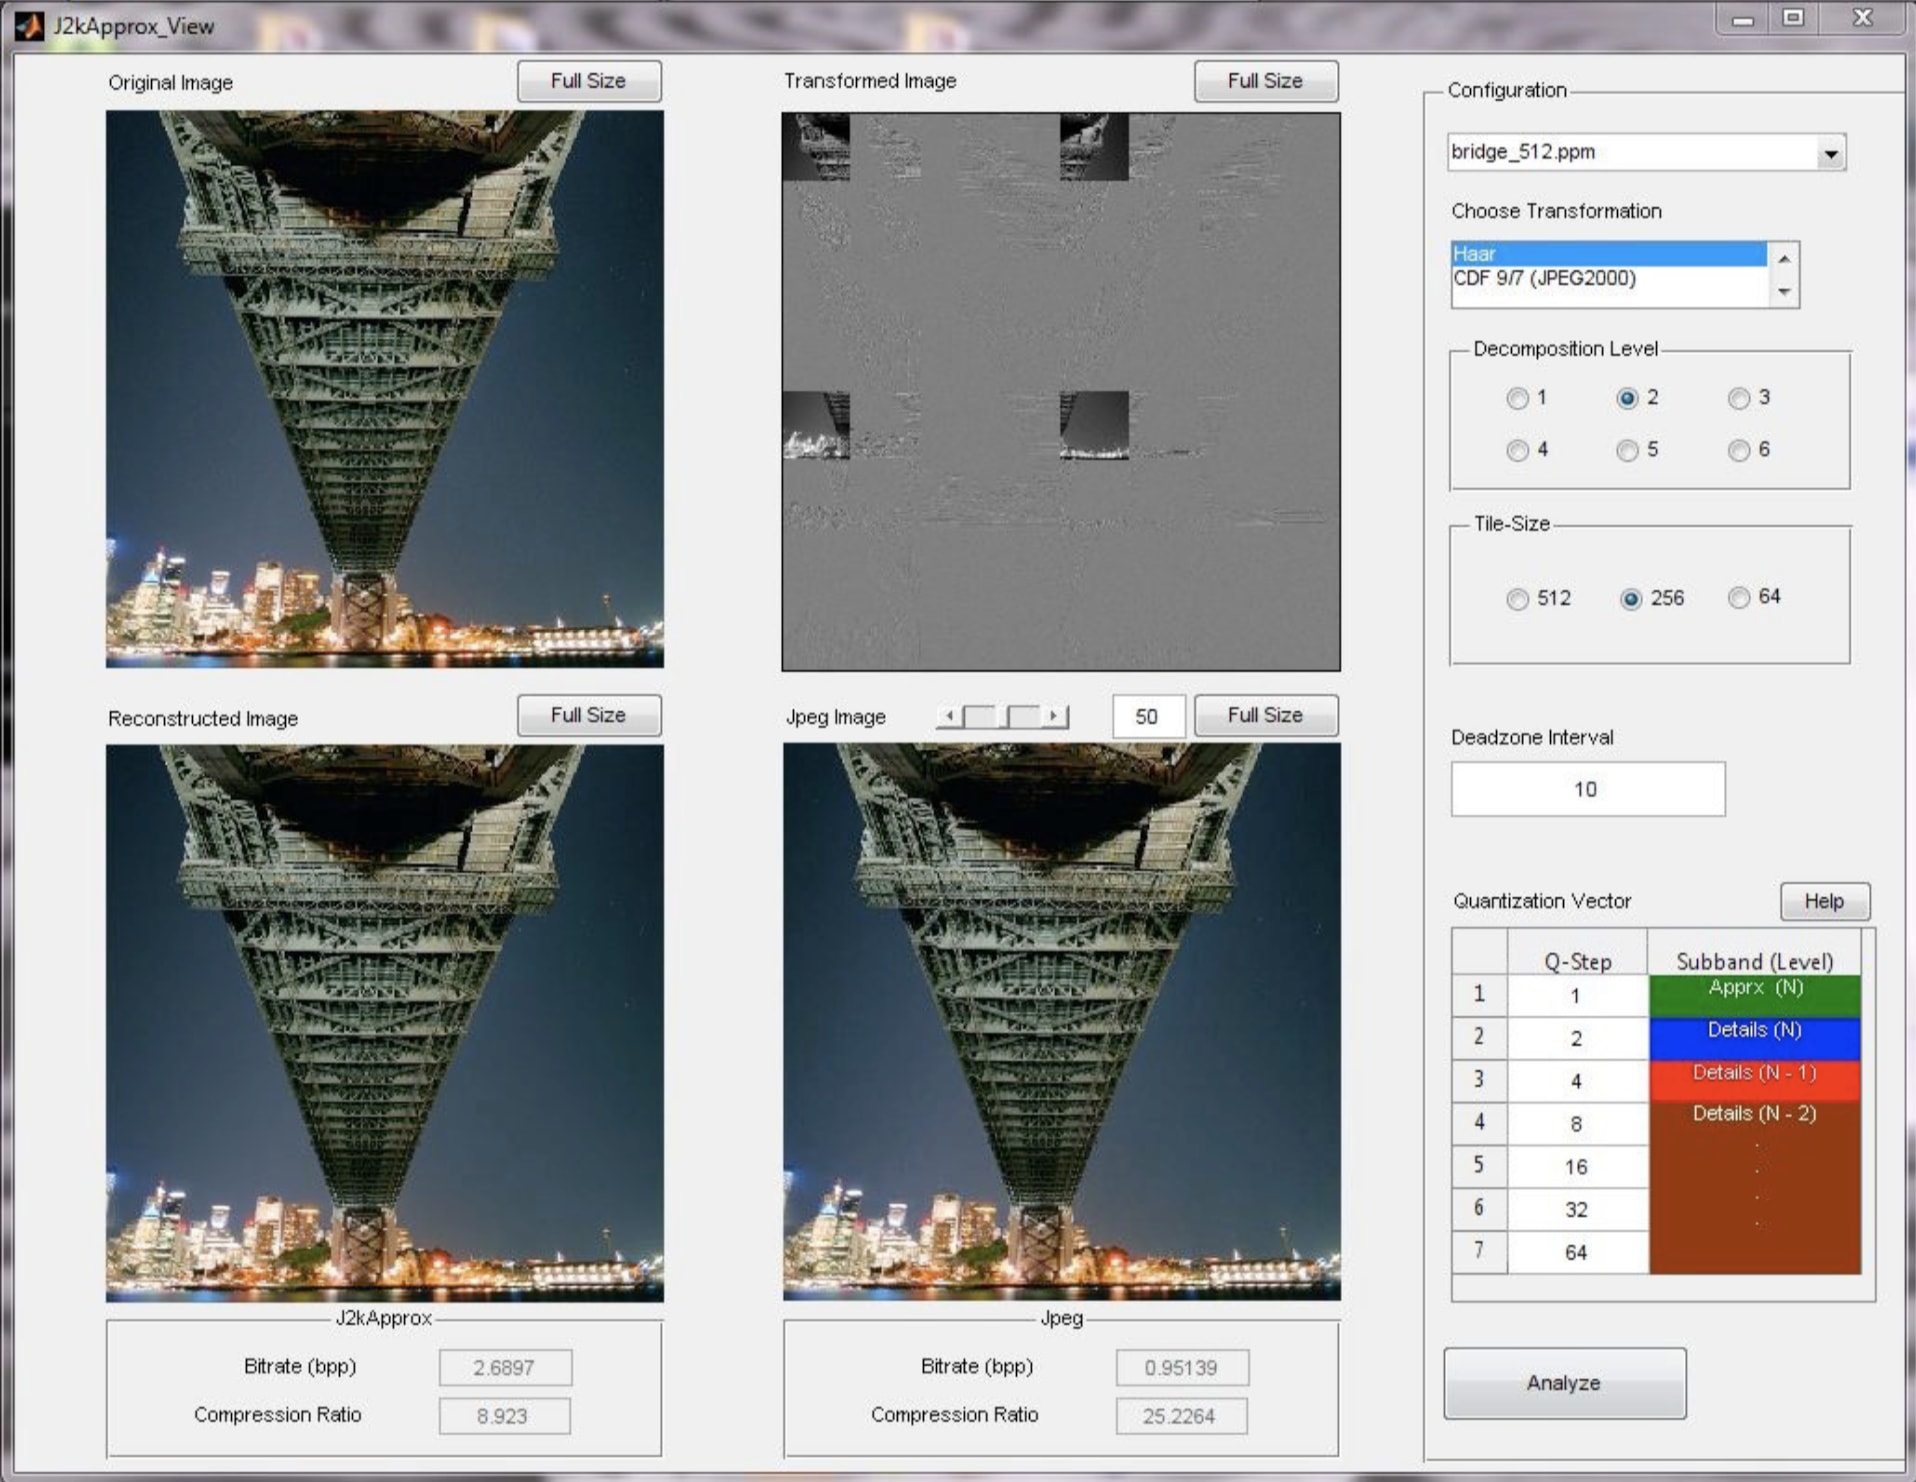 J2kApprox_View
Original Image
Full Size
Transformed Image
Full Size
Configuration
bridge_512.ppm
Choose Transformation
Haar
CDF 9/7 (JPEG2000)
Decomposition Level
1 2 3
4 5 6
Tile-Size
512 256 64
Reconstructed Image
Full Size
Jpeg Image
50
Full Size
Deadzone Interval
10
Quantization Vector
Help
Q-Step Subband (Level)
1 1 Apprx (N)
2 2 Details (N)
3 4 Details (N - 1)
4 8 Details (N - 2)
5 16 .
6 32 .
7 64 .
J2kApprox
Bitrate (bpp) 2.6897
Compression Ratio 8.923
Jpeg
Bitrate (bpp) 0.95139
Compression Ratio 25.2264
Analyze